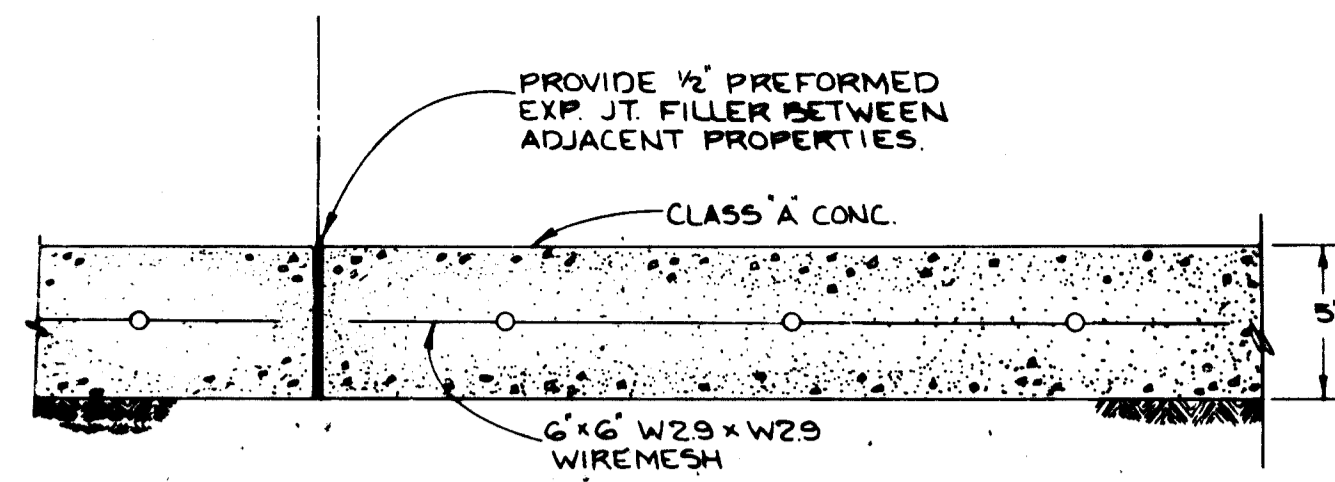 PROVIDE ½" PREFORMED
EXP. JT. FILLER BETWEEN
ADJACENT PROPERTIES.
CLASS "A" CONC.
5
6"x6" W2.9 x W2.9
WIREMESH